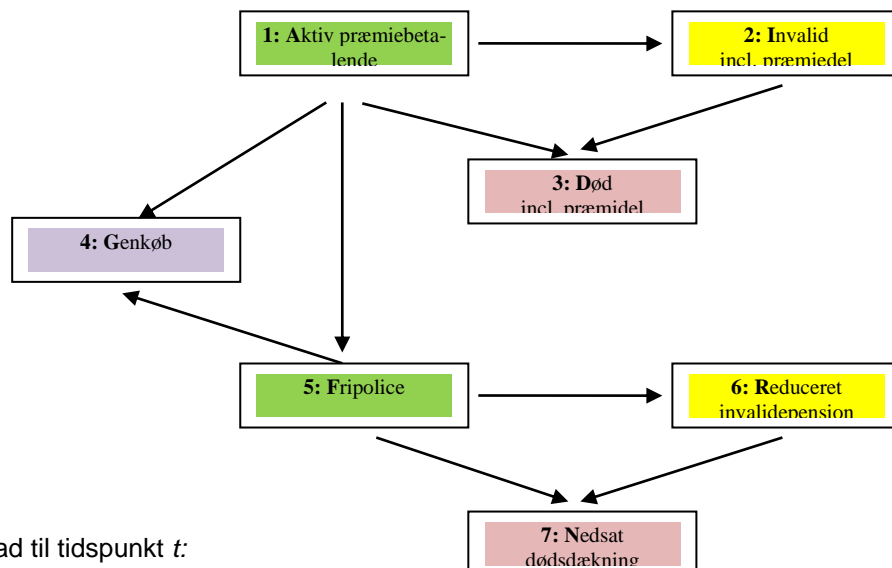 1: Aktiv præmiebeta-
lende
2: Invalid
incl. præmiedel
3: Død
incl. præmidel
4: Genkøb
5: Fripolice
6: Reduceret
invalidepension
7: Nedsat
dødsdækning
ad til tidspunkt t: